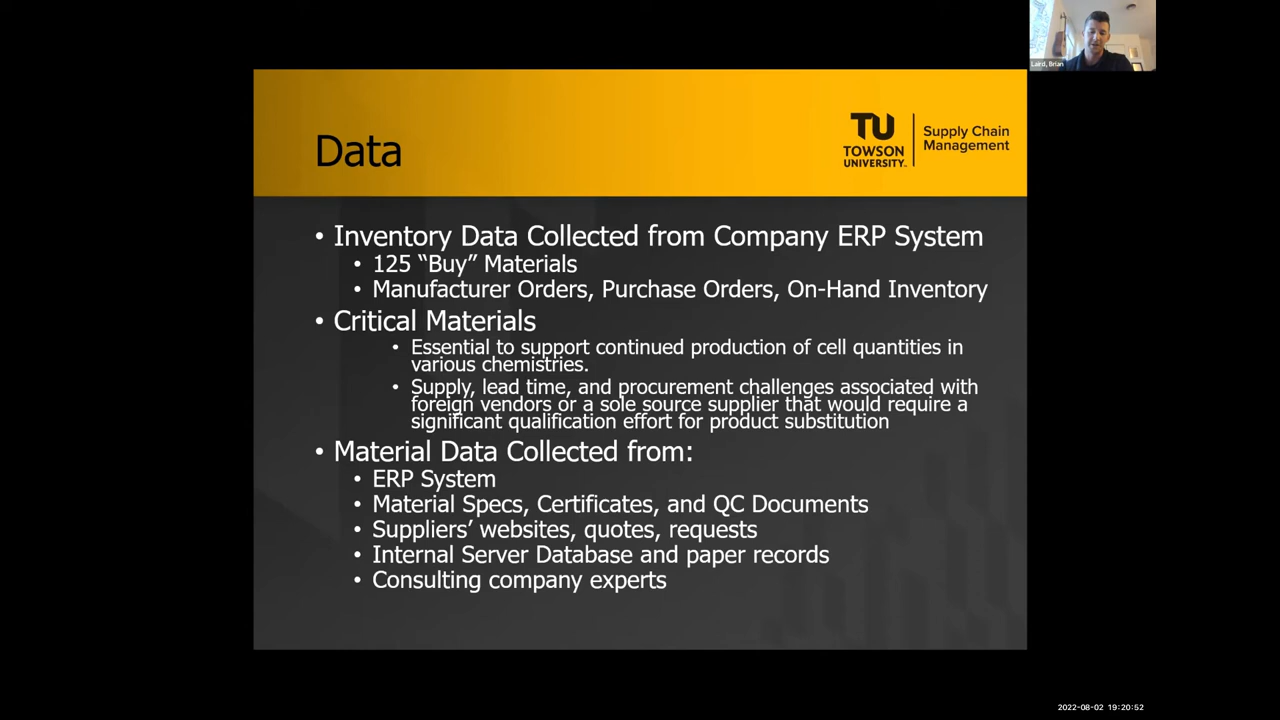 Laird, Brian
Data
TU
TOWSON
UNIVERSITY.
Supply Chain
Management
• Inventory Data Collected from Company ERP System
• 125 “Buy” Materials
• Manufacturer Orders, Purchase Orders, On-Hand Inventory
• Critical Materials
• Essential to support continued production of cell quantities in
various chemistries.
• Supply, lead time, and procurement challenges associated with
foreign vendors or a sole source supplier that would require a
significant qualification effort for product substitution
• Material Data Collected from:
• ERP System
• Material Specs, Certificates, and QC Documents
• Suppliers’ websites, quotes, requests
• Internal Server Database and paper records
• Consulting company experts
2022-08-02 19:20:52